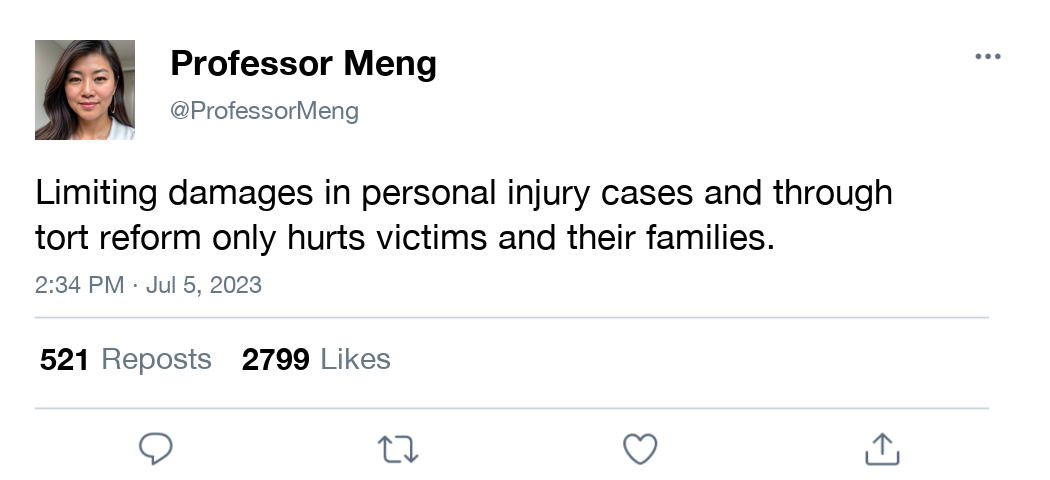 Professor Meng
@ProfessorMeng
Limiting damages in personal injury cases and through
tort reform only hurts victims and their families.
2:34 PM · Jul 5, 2023
521 Reposts 2799 Likes